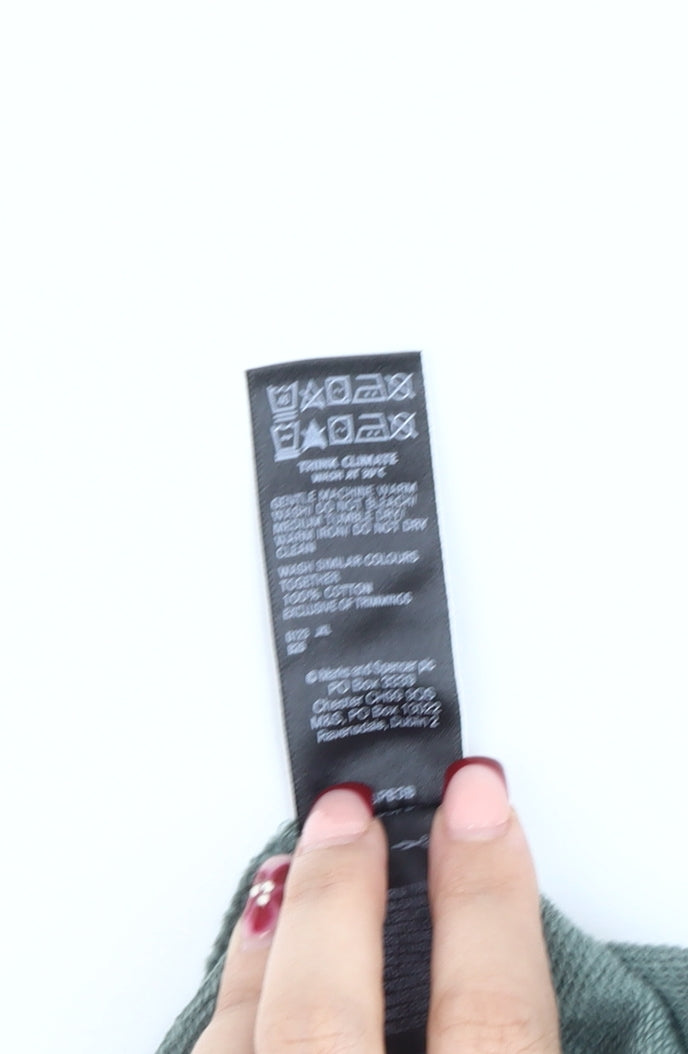 THINK CLIMATE
WASH AT 30°C
GENTLE MACHINE WARM
WASH/ DO NOT BLEACH/
MEDIUM TUMBLE DRY/
WARM IRON/ DO NOT DRY
CLEAN
WASH SIMILAR COLOURS
TOGETHER
100% COTTON
EXCLUSIVE OF TRIMMINGS
SIZE XL
© Marks and Spencer plc
PO Box 3339
Chester CH99 9QS
M&S, PO Box 13022
Ravensdale, Dublin 2